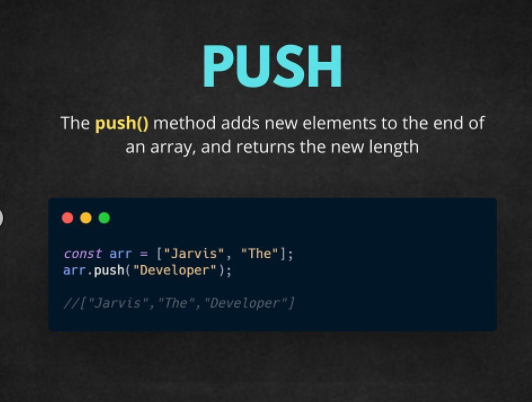 PUSH
The push() method adds new elements to the end of
an array, and returns the new length
const arr = ["Jarvis", "The"];
arr.push("Developer");
//["Jarvis","The","Developer"]